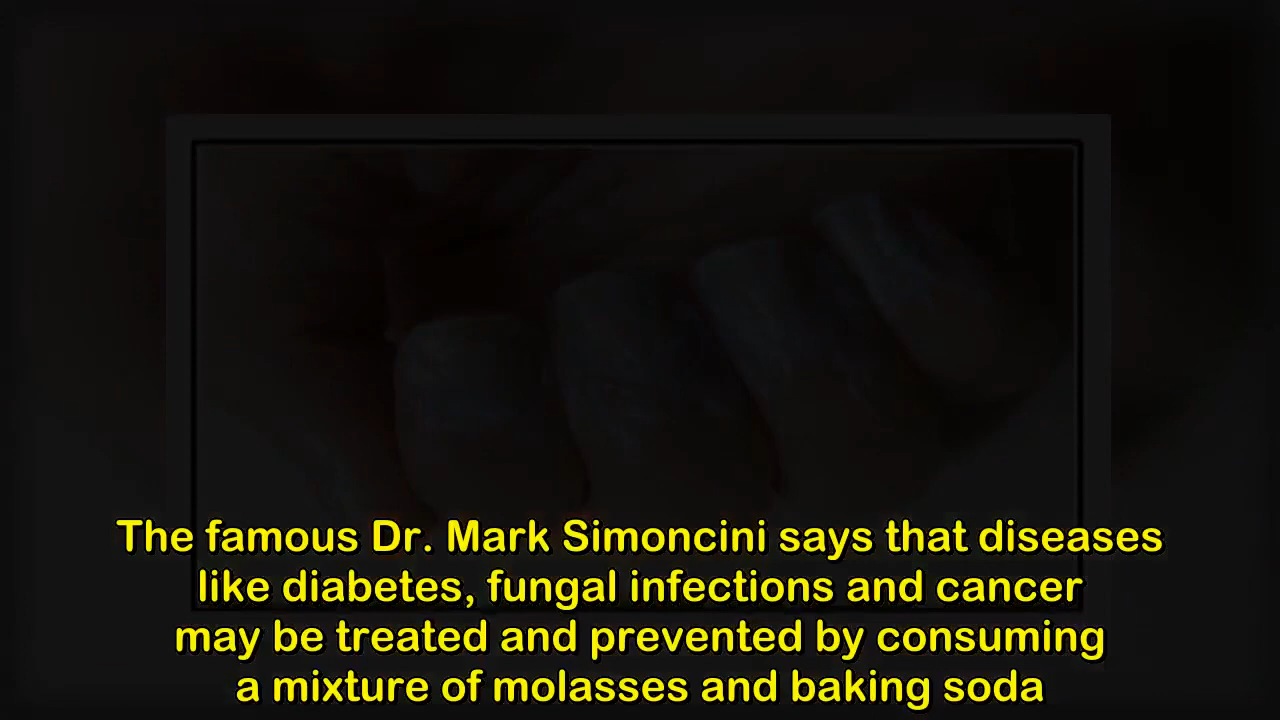 The famous Dr. Mark Simoncini says that diseases
like diabetes, fungal infections and cancer
may be treated and prevented by consuming
a mixture of molasses and baking soda